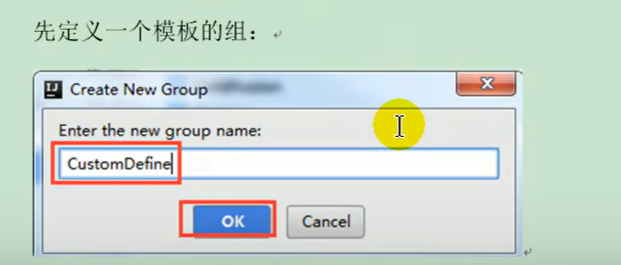 先定义一个模板的组：
IJ Create New Group
Enter the new group name:
CustomDefine
OK Cancel